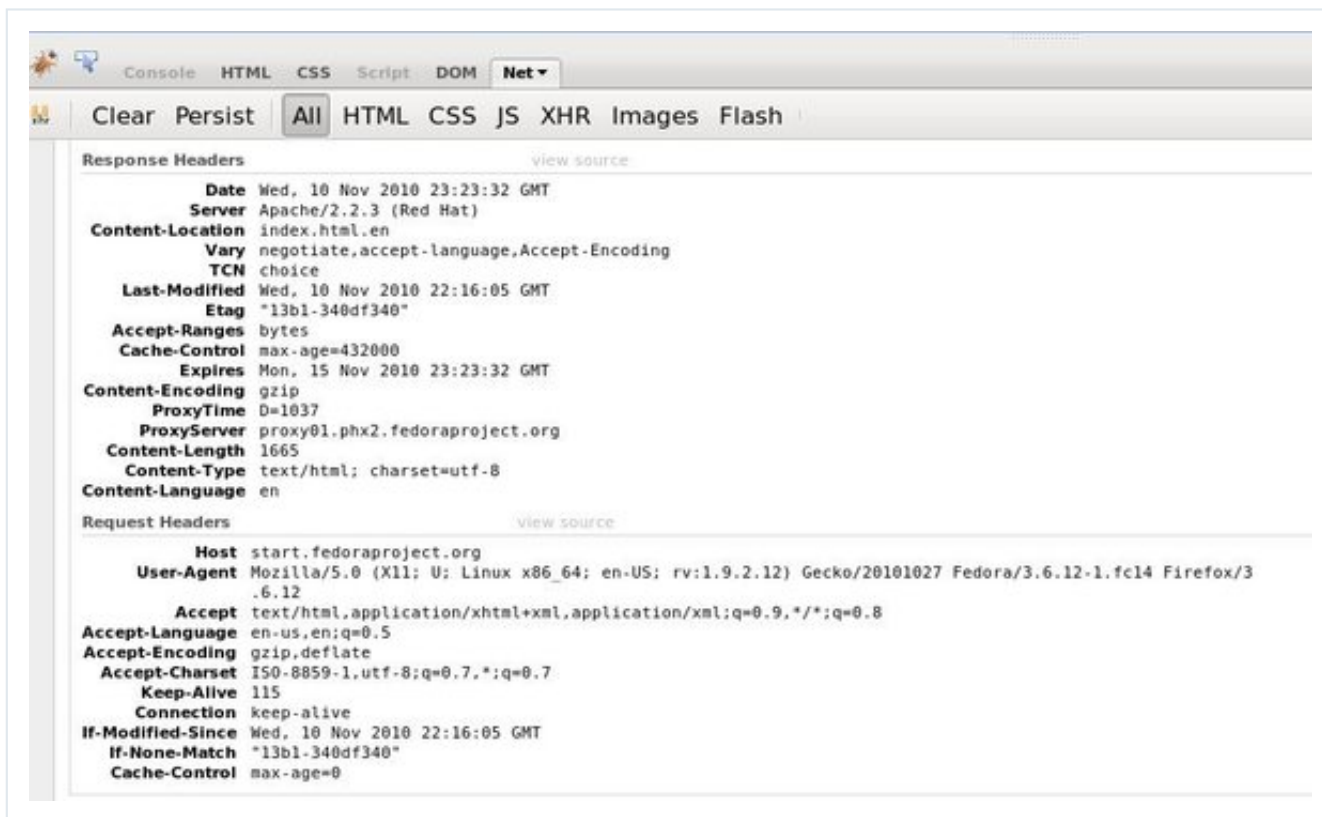 Console HTML CSS Script DOM Net
Clear Persist All HTML CSS JS XHR Images Flash
Response Headers view source
Date Wed, 10 Nov 2010 23:23:32 GMT
Server Apache/2.2.3 (Red Hat)
Content-Location index.html.en
Vary negotiate,accept-language,Accept-Encoding
TCN choice
Last-Modified Wed, 10 Nov 2010 22:16:05 GMT
Etag "13b1-340df340"
Accept-Ranges bytes
Cache-Control max-age=432000
Expires Mon, 15 Nov 2010 23:23:32 GMT
Content-Encoding gzip
ProxyTime D=1037
ProxyServer proxy01.phx2.fedoraproject.org
Content-Length 1665
Content-Type text/html; charset=utf-8
Content-Language en
Request Headers view source
Host start.fedoraproject.org
User-Agent Mozilla/5.0 (X11; U; Linux x86_64; en-US; rv:1.9.2.12) Gecko/20101027 Fedora/3.6.12-1.fc14 Firefox/3
.6.12
Accept text/html,application/xhtml+xml,application/xml;q=0.9,*/*;q=0.8
Accept-Language en-us,en;q=0.5
Accept-Encoding gzip,deflate
Accept-Charset ISO-8859-1,utf-8;q=0.7,*;q=0.7
Keep-Alive 115
Connection keep-alive
If-Modified-Since Wed, 10 Nov 2010 22:16:05 GMT
If-None-Match "13b1-340df340"
Cache-Control max-age=0